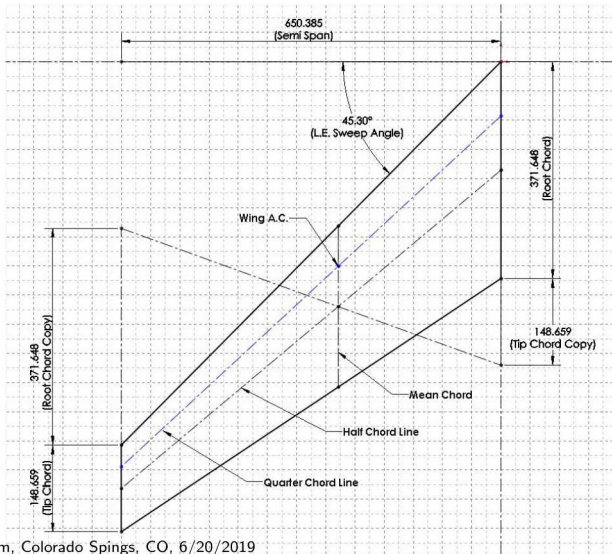 650.385
(Semi Span)
45.30°
(L.E. Sweep Angle)
371.648
(Root Chord)
Wing A.C.
371.648
(Root Chord Copy)
148.659
(Tip Chord Copy)
Mean Chord
Half Chord Line
148.659
(Tip Chord)
Quarter Chord Line
m, Colorado Spings, CO, 6/20/2019